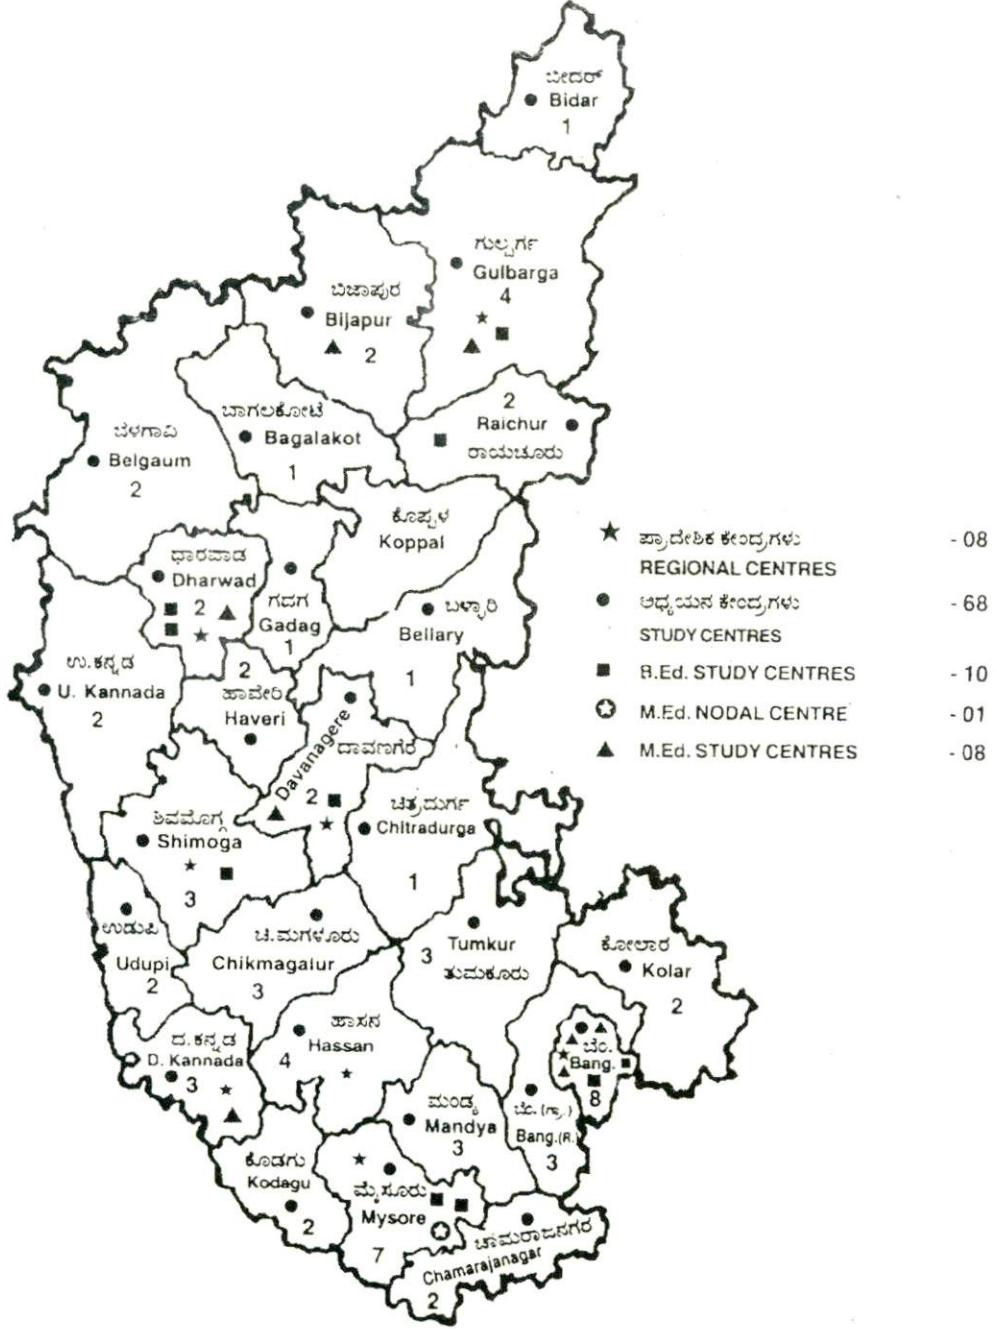 ಬೀದರ್
Bidar
1
ಗುಲ್ಬರ್ಗ
Gulbarga
4
ಬಿಜಾಪುರ
Bijapur
2
2
Raichur
ರಾಯಚೂರು
ಬಾಗಲಕೋಟೆ
Bagalakot
1
ಬೆಳಗಾವಿ
Belgaum
2
ಕೊಪ್ಪಳ
Koppal
ಧಾರವಾಡ
Dharwad
2
ಗದಗ
Gadag
1
ಬಳ್ಳಾರಿ
Bellary
1
ಉ.ಕನ್ನಡ
U. Kannada
2
2
ಹಾವೇರಿ
Haveri
Davanagere
ದಾವಣಗೆರೆ
2
ಶಿವಮೊಗ್ಗ
Shimoga
3
ಚಿತ್ರದುರ್ಗ
Chitradurga
1
ಉಡುಪಿ
Udupi
2
ಚಿ.ಮಗಳೂರು
Chikmagalur
3
3
Tumkur
ತುಮಕೂರು
ಕೋಲಾರ
Kolar
2
ದ.ಕನ್ನಡ
D. Kannada
3
ಹಾಸನ
Hassan
4
ಬೆಂ.
Bang.
8
ಮಂಡ್ಯ
Mandya
3
ಬೆಂ.(ಗ್ರಾ.)
Bang.(R.)
3
ಕೊಡಗು
Kodagu
2
ಮೈಸೂರು
Mysore
7
ಚಾಮರಾಜನಗರ
Chamarajanagar
2
ಪ್ರಾದೇಶಿಕ ಕೇಂದ್ರಗಳು - 08
REGIONAL CENTRES
ಅಧ್ಯಯನ ಕೇಂದ್ರಗಳು - 68
STUDY CENTRES
B.Ed. STUDY CENTRES - 10
M.Ed. NODAL CENTRE - 01
M.Ed. STUDY CENTRES - 08